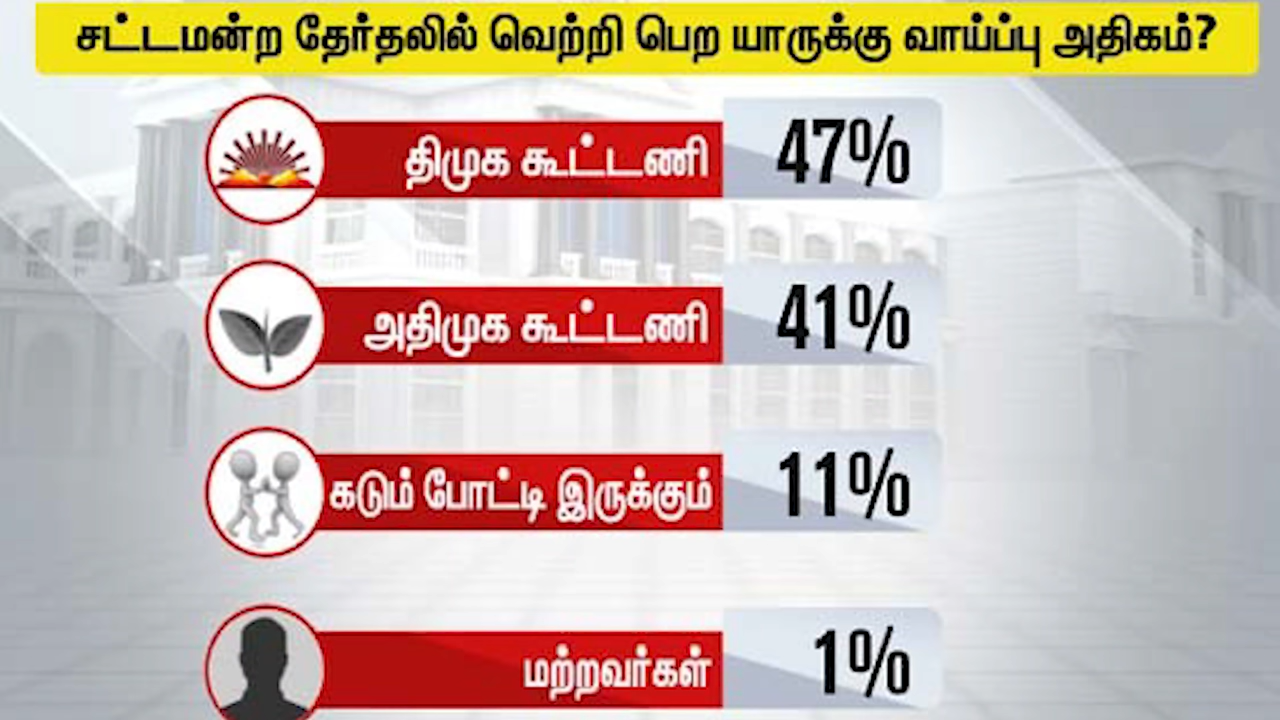 சட்டமன்ற தேர்தலில் வெற்றி பெற யாருக்கு வாய்ப்பு அதிகம்?
திமுக கூட்டணி 47%
அதிமுக கூட்டணி 41%
கடும் போட்டி இருக்கும் 11%
மற்றவர்கள் 1%